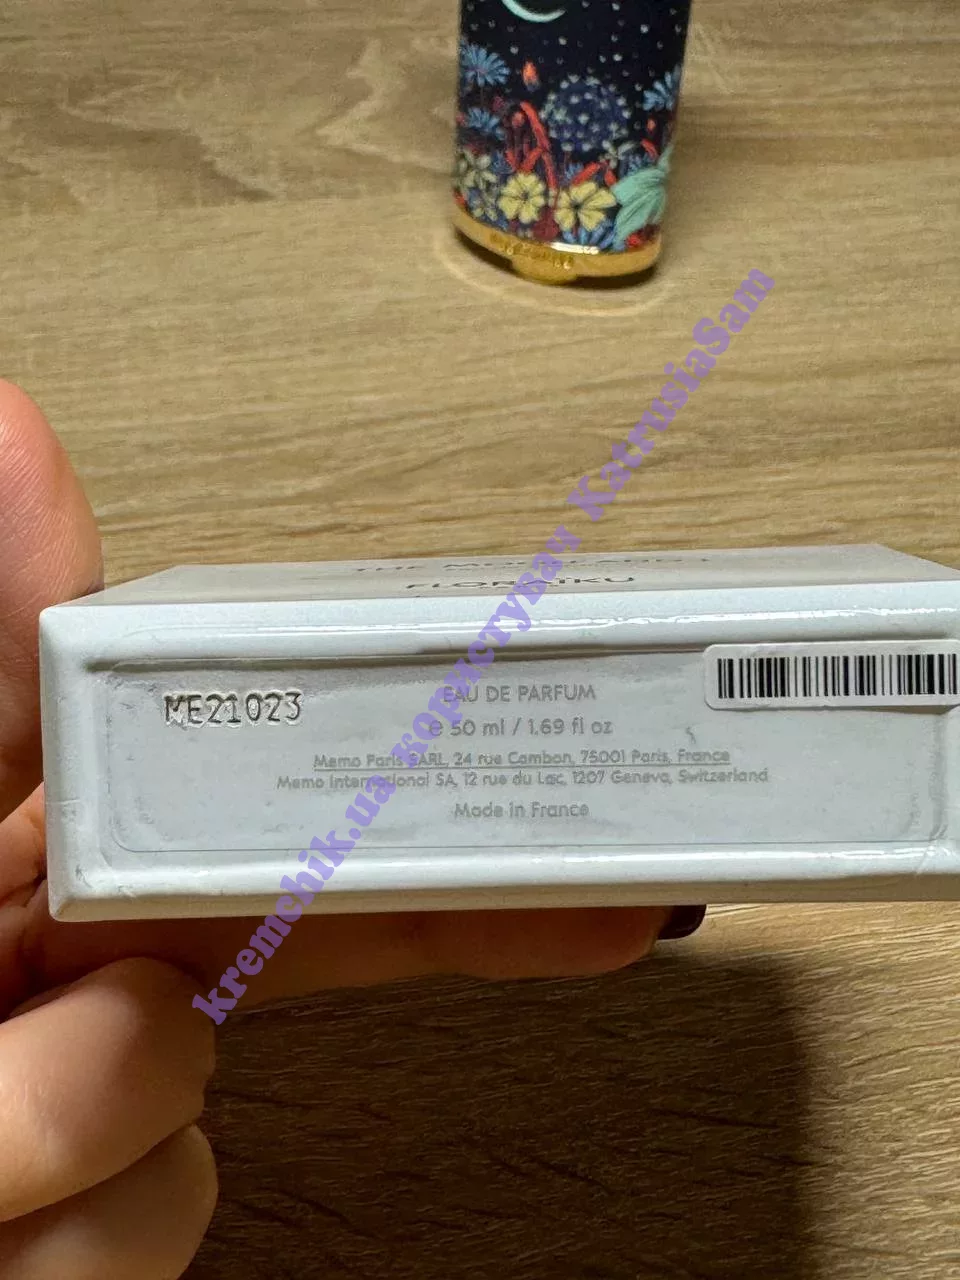 FLORAÏKU
ME21023
EAU DE PARFUM
e 50 ml / 1.69 fl oz
Memo Paris SARL, 24 rue Cambon, 75001 Paris, France
Memo International SA, 12 rue du Lac, 1207 Geneva, Switzerland
Made in France
kremchik.ua користувач KatrusiaSam